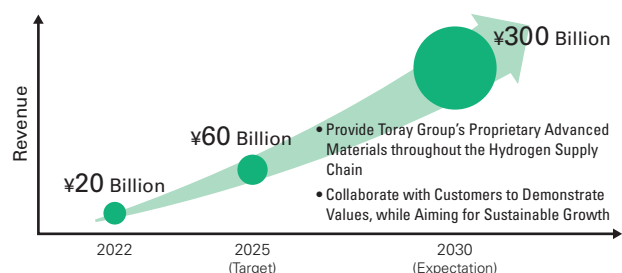 ¥300 Billion
Revenue
¥60 Billion
• Provide Toray Group's Proprietary Advanced
Materials throughout the Hydrogen Supply
Chain
¥20 Billion
• Collaborate with Customers to Demonstrate
Values, while Aiming for Sustainable Growth
2022
2025
(Target)
2030
(Expectation)